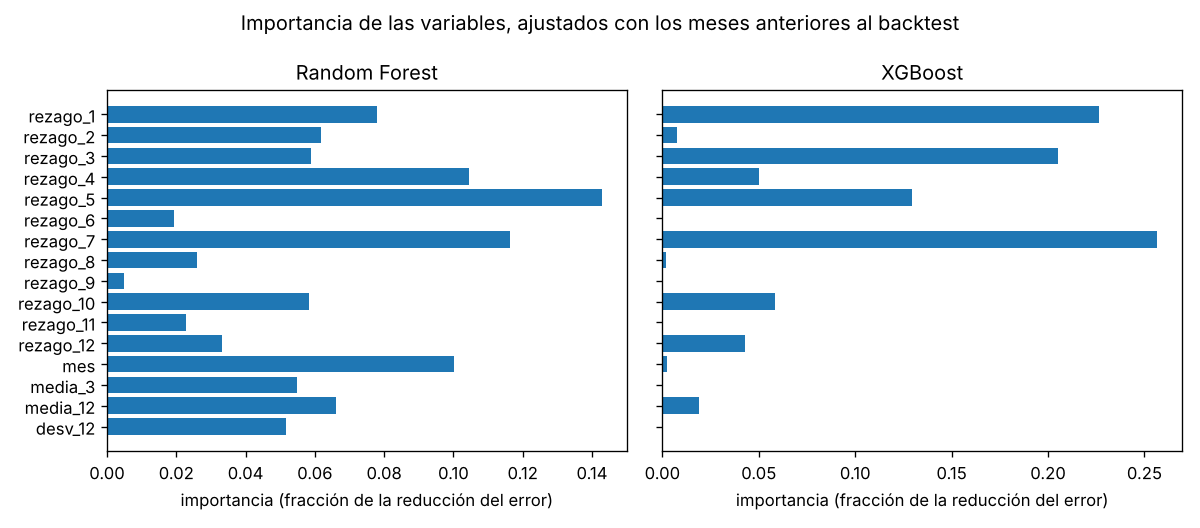 Importancia de las variables, ajustados con los meses anteriores al backtest
Random Forest
rezago_1
rezago_2
rezago_3
rezago_4
rezago_5
rezago_6
rezago_7
rezago_8
rezago_9
rezago_10
rezago_11
rezago_12
mes
media_3
media_12
desv_12
0.00 0.02 0.04 0.06 0.08 0.10 0.12 0.14
importancia (fracción de la reducción del error)
XGBoost
0.00 0.05 0.10 0.15 0.20 0.25
importancia (fracción de la reducción del error)